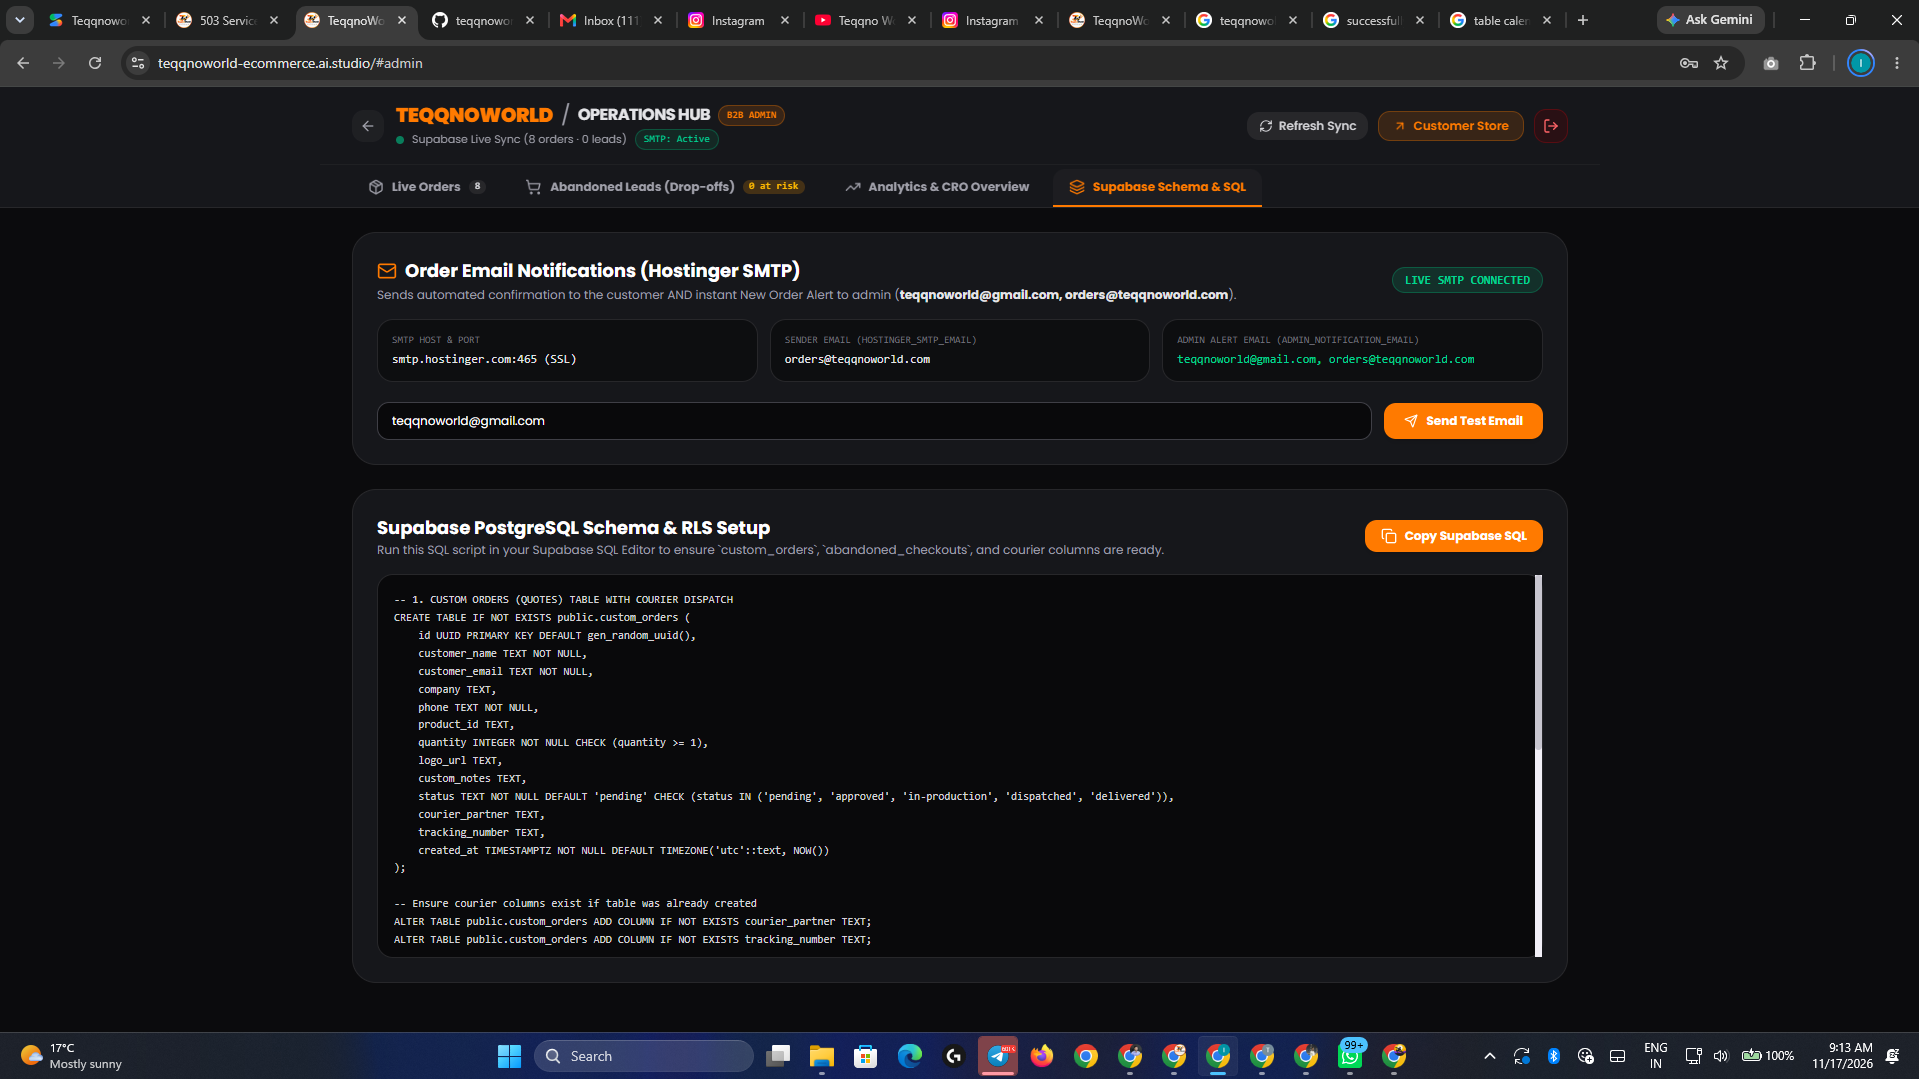 Teqqnowo
503 Servic
TeqqnoWo
teqqnowor
Inbox (111
Instagram
Teqqno W
Instagram
TeqqnoWo
teqqnowo
successful
table caler
Ask Gemini
teqqnoworld-ecommerce.ai.studio/#admin
TEQQNOWORLD / OPERATIONS HUB B2B ADMIN
Supabase Live Sync (8 orders · 0 leads) SMTP: Active
Refresh Sync
Customer Store
Live Orders 8
Abandoned Leads (Drop-offs) 0 at risk
Analytics & CRO Overview
Supabase Schema & SQL
Order Email Notifications (Hostinger SMTP)
Sends automated confirmation to the customer AND instant New Order Alert to admin (teqqnoworld@gmail.com, orders@teqqnoworld.com).
LIVE SMTP CONNECTED
SMTP HOST & PORT
smtp.hostinger.com:465 (SSL)
SENDER EMAIL (HOSTINGER_SMTP_EMAIL)
orders@teqqnoworld.com
ADMIN ALERT EMAIL (ADMIN_NOTIFICATION_EMAIL)
teqqnoworld@gmail.com, orders@teqqnoworld.com
teqqnoworld@gmail.com
Send Test Email
Supabase PostgreSQL Schema & RLS Setup
Run this SQL script in your Supabase SQL Editor to ensure `custom_orders`, `abandoned_checkouts`, and courier columns are ready.
Copy Supabase SQL
-- 1. CUSTOM ORDERS (QUOTES) TABLE WITH COURIER DISPATCH
CREATE TABLE IF NOT EXISTS public.custom_orders (
id UUID PRIMARY KEY DEFAULT gen_random_uuid(),
customer_name TEXT NOT NULL,
customer_email TEXT NOT NULL,
company TEXT,
phone TEXT NOT NULL,
product_id TEXT,
quantity INTEGER NOT NULL CHECK (quantity >= 1),
logo_url TEXT,
custom_notes TEXT,
status TEXT NOT NULL DEFAULT 'pending' CHECK (status IN ('pending', 'approved', 'in-production', 'dispatched', 'delivered')),
courier_partner TEXT,
tracking_number TEXT,
created_at TIMESTAMPTZ NOT NULL DEFAULT TIMEZONE('utc'::text, NOW())
);
-- Ensure courier columns exist if table was already created
ALTER TABLE public.custom_orders ADD COLUMN IF NOT EXISTS courier_partner TEXT;
ALTER TABLE public.custom_orders ADD COLUMN IF NOT EXISTS tracking_number TEXT;
17°C
Mostly sunny
Search
99+
ENG
IN
100%
9:13 AM
11/17/2026